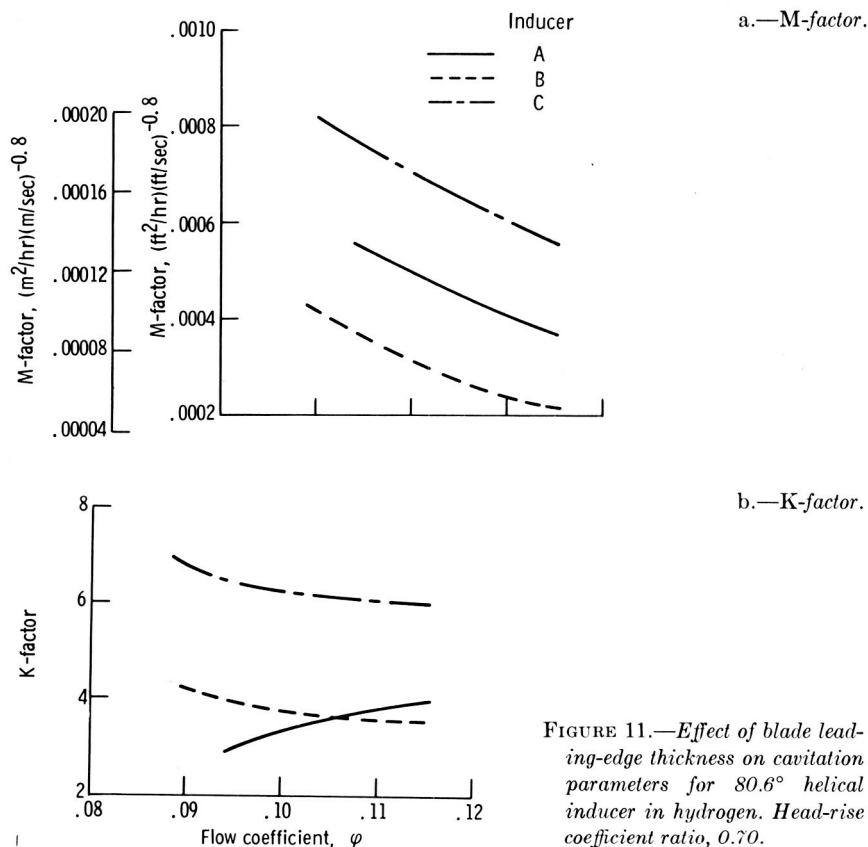 a.—M-factor.
Inducer
A
B
C
.0010
.0008
.0006
.0004
.0002
M-factor, (ft²/hr)(ft/sec)⁻⁰·⁸
.00020
.00016
.00012
.00008
.00004
M-factor, (m²/hr)(m/sec)⁻⁰·⁸
b.—K-factor.
8
6
4
2
K-factor
.08 .09 .10 .11 .12
Flow coefficient, φ
FIGURE 11.—Effect of blade lead-
ing-edge thickness on cavitation
parameters for 80.6° helical
inducer in hydrogen. Head-rise
coefficient ratio, 0.70.